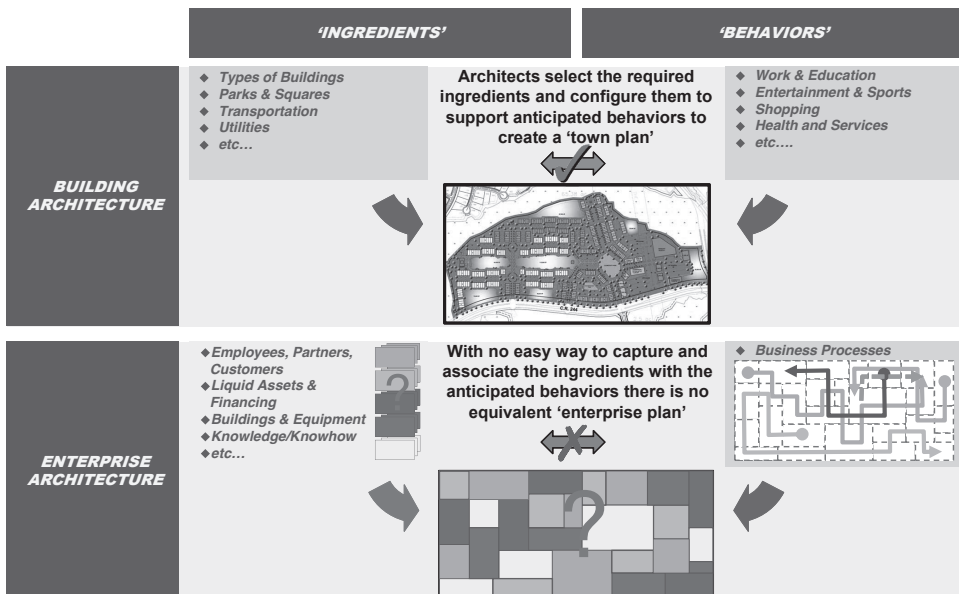 ‘INGREDIENTS’
‘BEHAVIORS’
BUILDING
ARCHITECTURE
◆ Types of Buildings
◆ Parks & Squares
◆ Transportation
◆ Utilities
◆ etc…
Architects select the required
ingredients and configure them to
support anticipated behaviors to
create a ‘town plan’
◆ Work & Education
◆ Entertainment & Sports
◆ Shopping
◆ Health and Services
◆ etc….
ENTERPRISE
ARCHITECTURE
◆Employees, Partners,
Customers
◆Liquid Assets &
Financing
◆Buildings & Equipment
◆Knowledge/Knowhow
◆etc…
?
With no easy way to capture and
associate the ingredients with the
anticipated behaviors there is no
equivalent ‘enterprise plan’
?
◆ Business Processes